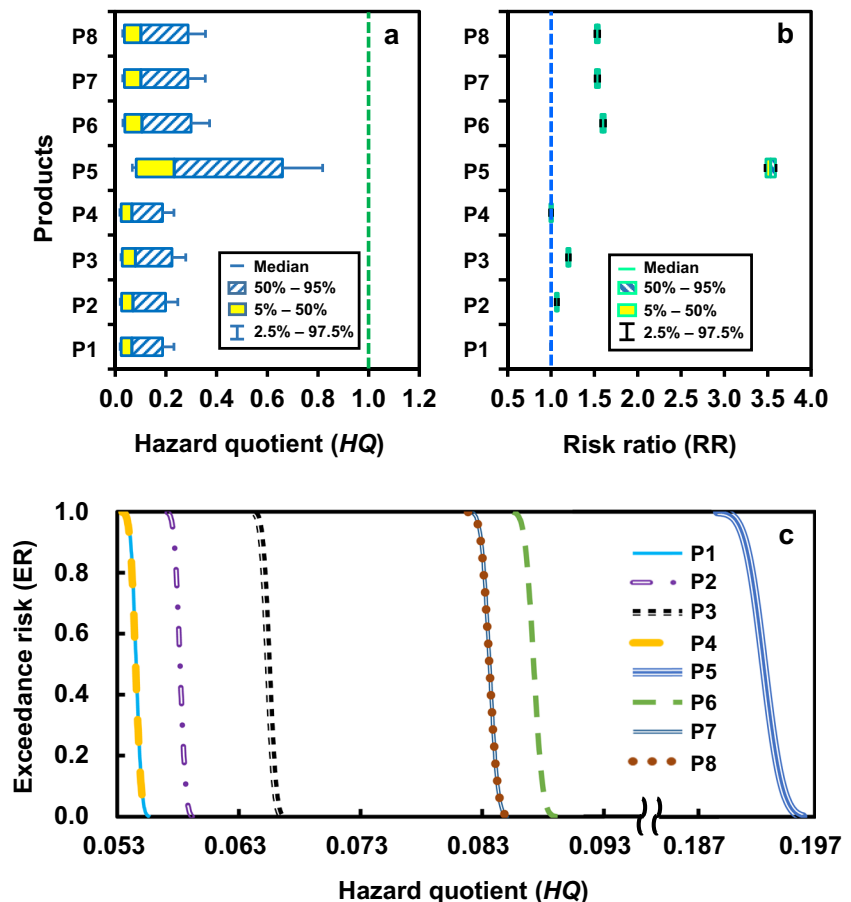 a
P8
P7
P6
P5
P4
P3
P2
P1
Products
Median
50% – 95%
5% – 50%
2.5% – 97.5%
0.0 0.2 0.4 0.6 0.8 1.0 1.2
Hazard quotient (HQ)
b
P8
P7
P6
P5
P4
P3
P2
P1
Median
50% – 95%
5% – 50%
2.5% – 97.5%
0.5 1.0 1.5 2.0 2.5 3.0 3.5 4.0
Risk ratio (RR)
c
1.0
0.8
0.6
0.4
0.2
0.0
Exceedance risk (ER)
P1
P2
P3
P4
P5
P6
P7
P8
0.053 0.063 0.073 0.083 0.093 0.187 0.197
Hazard quotient (HQ)